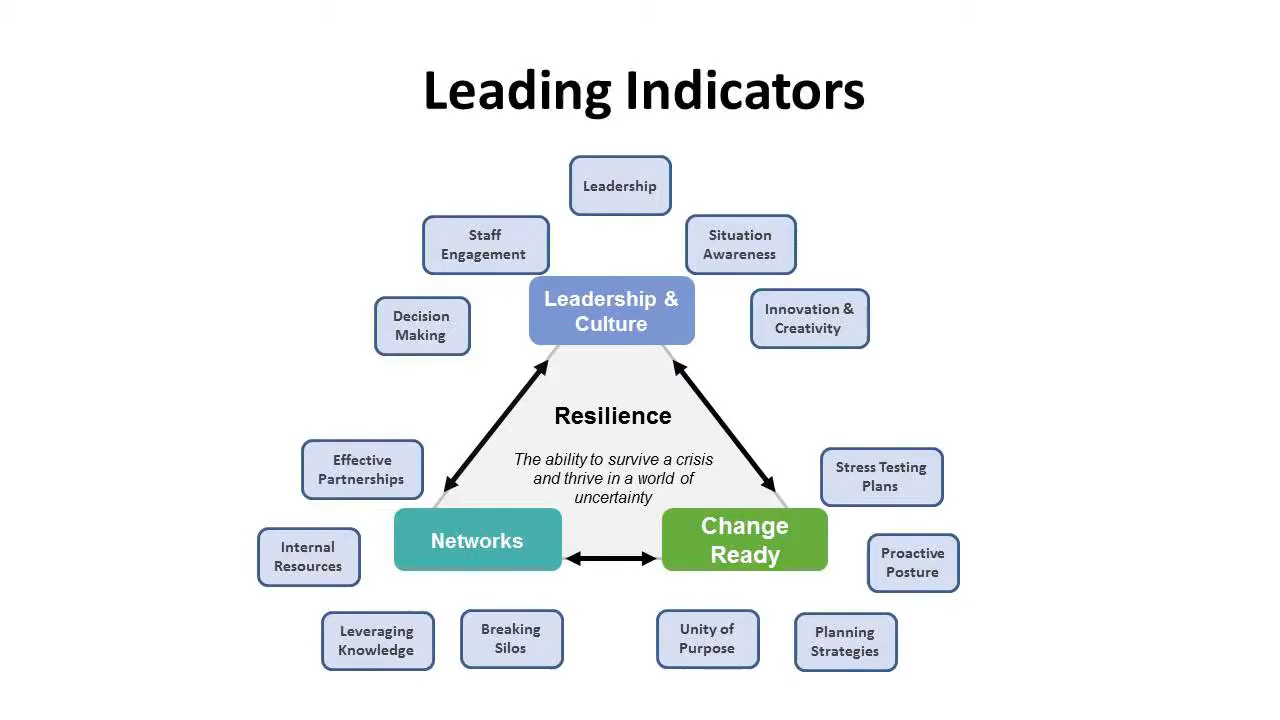 Leading Indicators
Leadership
Staff
Engagement
Situation
Awareness
Leadership &
Culture
Decision
Making
Innovation &
Creativity
Resilience
The ability to survive a crisis
and thrive in a world of
uncertainty
Effective
Partnerships
Stress Testing
Plans
Networks
Change
Ready
Internal
Resources
Proactive
Posture
Leveraging
Knowledge
Breaking
Silos
Unity of
Purpose
Planning
Strategies